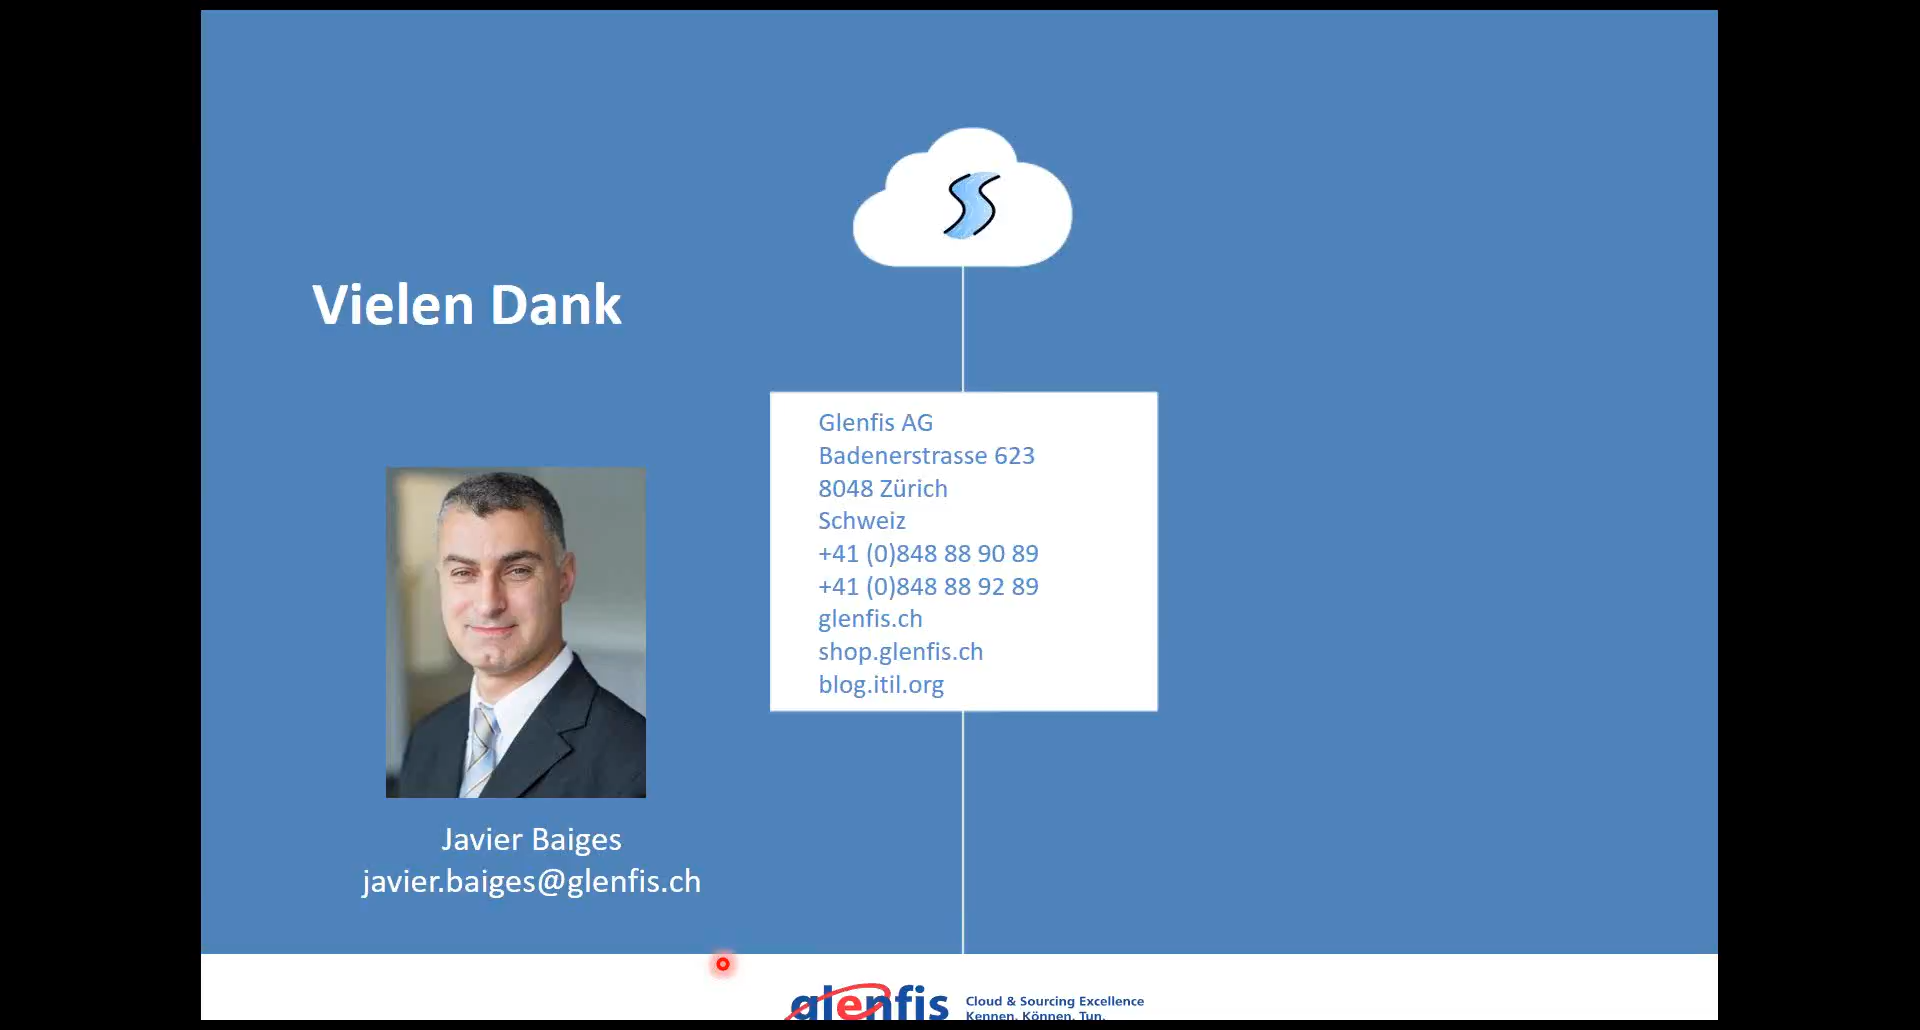 Vielen Dank
Glenfis AG
Badenerstrasse 623
8048 Zürich
Schweiz
+41 (0)848 88 90 89
+41 (0)848 88 92 89
glenfis.ch
shop.glenfis.ch
blog.itil.org
Javier Baiges
javier.baiges@glenfis.ch
glenfis
Cloud & Sourcing Excellence
Kennen. Können. Tun.